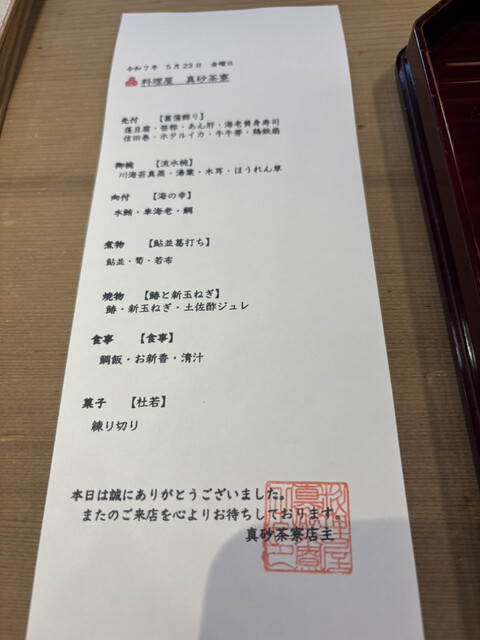 令和7年 5月23日 金曜日
料理屋 真砂茶寮
先付 【菖蒲飾り】
蓬豆腐・笹粽・あん肝・海老黄身寿司
信田巻・ホタルイカ・牛牛蒡・鶏鉄扇
御椀 【流水椀】
川海苔真蒸・湯葉・木耳・ほうれん草
向付 【海の幸】
本鮪・車海老・鯛
煮物 【鮎並葛打ち】
鮎並・筍・若布
焼物 【鰆と新玉ねぎ】
鰆・新玉ねぎ・土佐酢ジュレ
食事 【食事】
鯛飯・お新香・清汁
菓子 【杜若】
練り切り
本日は誠にありがとうございました。
またのご来店を心よりお待ちしております。
真砂茶寮店主